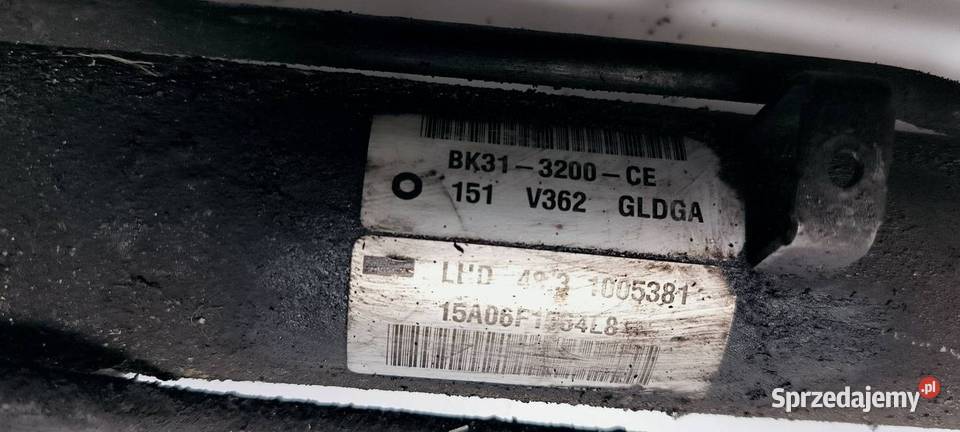 BK31-3200-CE
151 V362 GLDGA
1005381
Sprzedajemy.pl